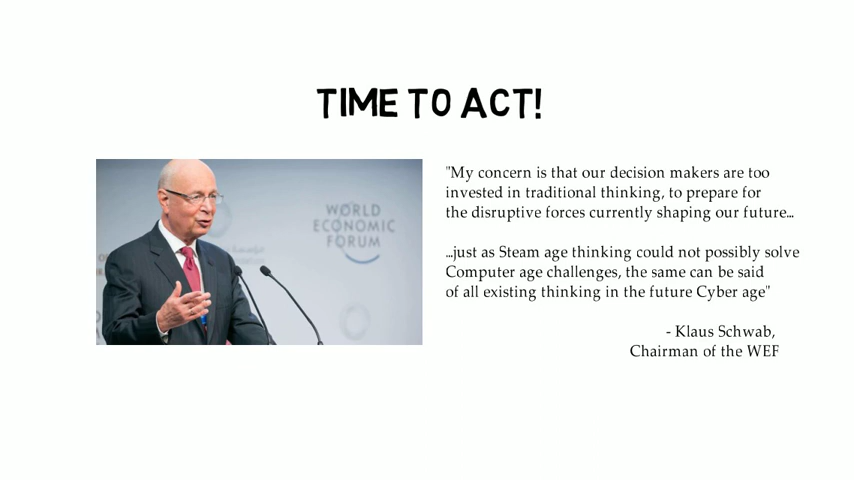 TIME TO ACT!
WORLD
ECONOMIC
FORUM
"My concern is that our decision makers are too
invested in traditional thinking, to prepare for
the disruptive forces currently shaping our future...
...just as Steam age thinking could not possibly solve
Computer age challenges, the same can be said
of all existing thinking in the future Cyber age"
- Klaus Schwab,
Chairman of the WEF